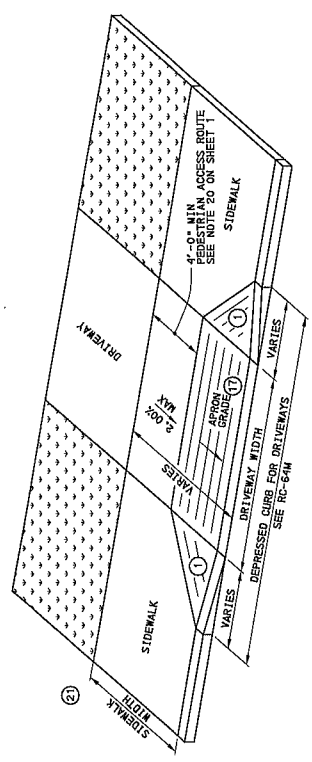 DRIVEWAY
4'-0" MIN
PEDESTRIAN ACCESS ROUTE
SEE NOTE 20 ON SHEET 1
SIDEWALK
2.00%
MAX
VARIES
APRON
GRADE
17
1
1
SIDEWALK
21
SIDEWALK
WIDTH
VARIES
VARIES
DRIVEWAY WIDTH
DEPRESSED CURB FOR DRIVEWAYS
SEE RC-64M